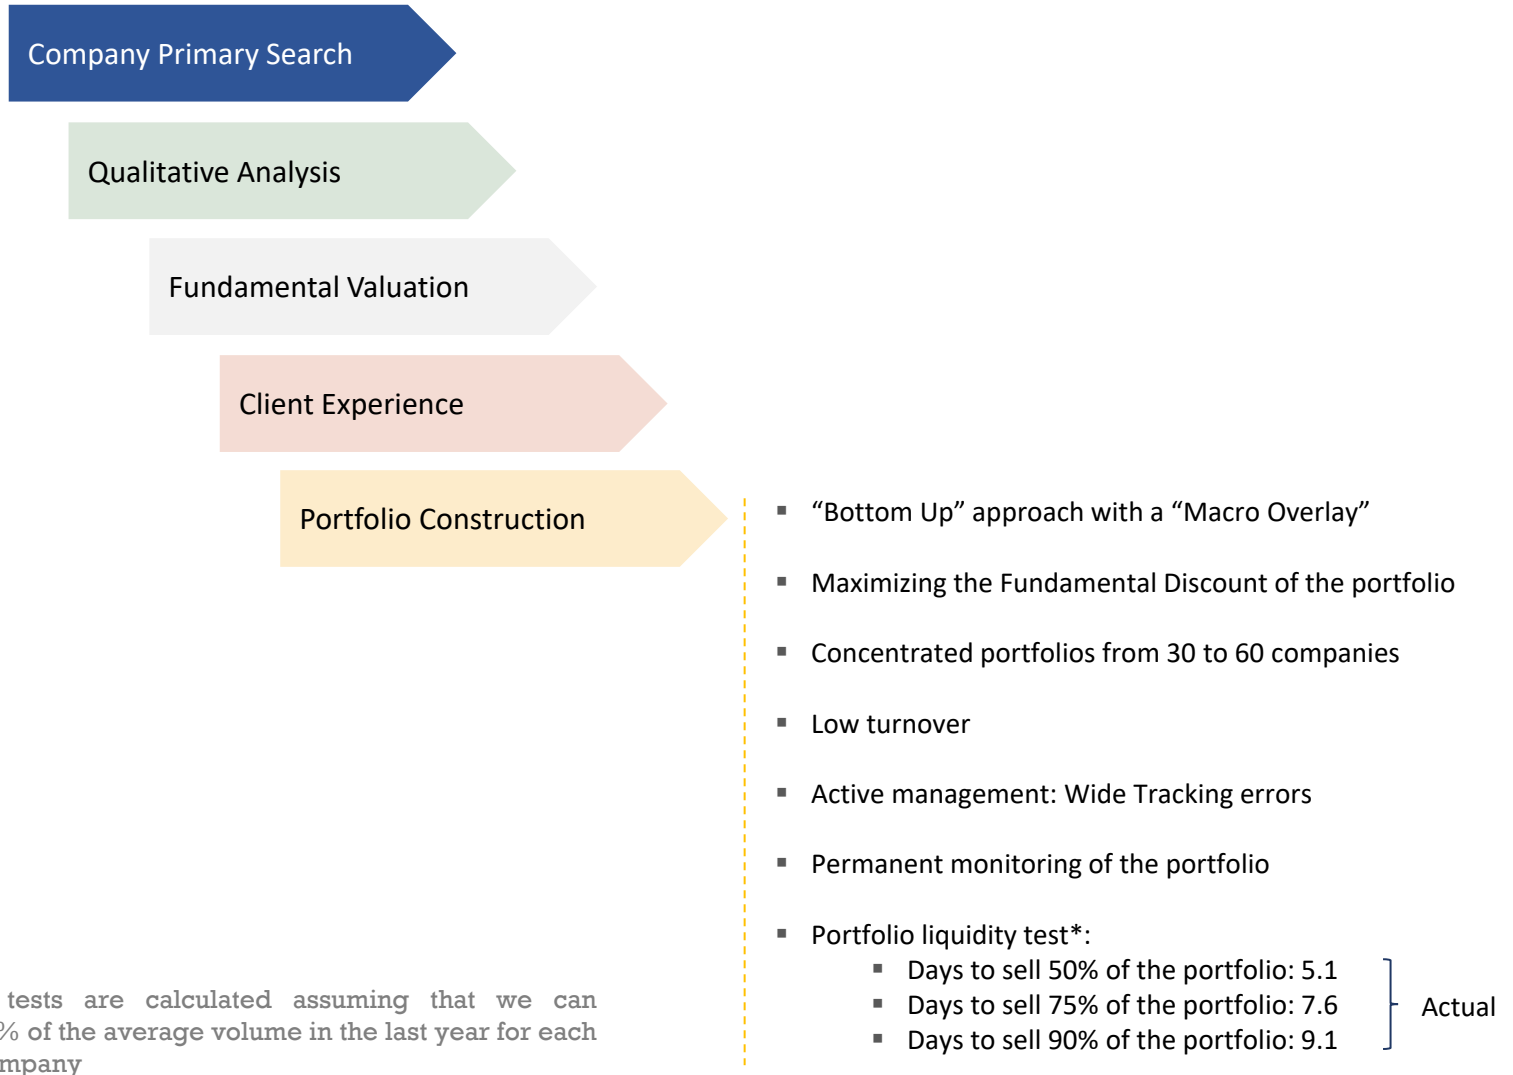 Company Primary Search
Qualitative Analysis
Fundamental Valuation
Client Experience
Portfolio Construction
▪ “Bottom Up” approach with a “Macro Overlay”
▪ Maximizing the Fundamental Discount of the portfolio
▪ Concentrated portfolios from 30 to 60 companies
▪ Low turnover
▪ Active management: Wide Tracking errors
▪ Permanent monitoring of the portfolio
▪ Portfolio liquidity test*:
▪ Days to sell 50% of the portfolio: 5.1
▪ Days to sell 75% of the portfolio: 7.6
▪ Days to sell 90% of the portfolio: 9.1
Actual
tests are calculated assuming that we can
% of the average volume in the last year for each